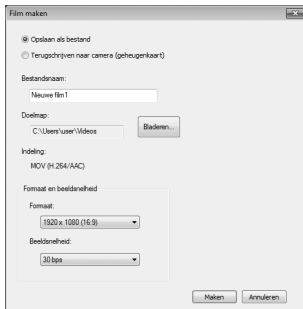 Film maken
Opslaan als bestand
Terugschrijven naar camera (geheugenkaart)
Bestandsnaam:
Nieuwe film1
Doelmap:
C:\Users\user\Videos
Bladeren...
Indeling:
MOV (H.264/AAC)
Formaat en beeldsnelheid
Formaat:
1920 x 1080 (16:9)
Beeldsnelheid:
30 bps
Maken
Annuleren